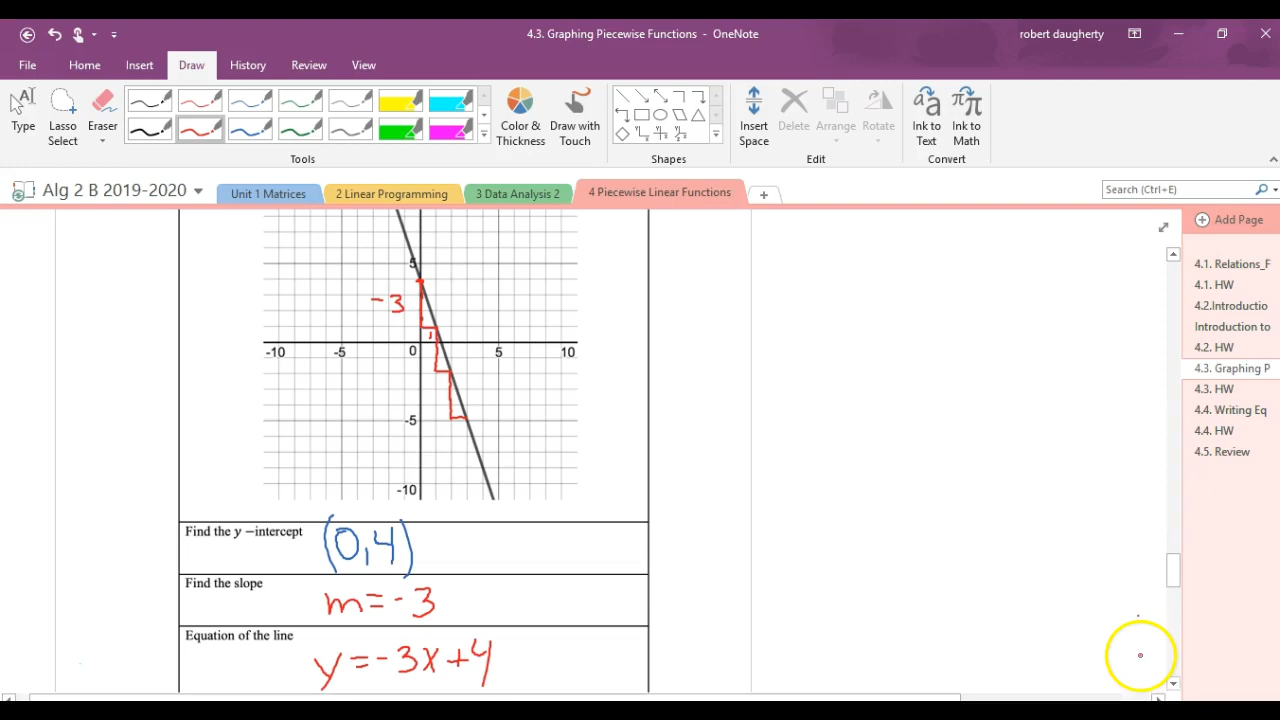 4.3. Graphing Piecewise Functions - OneNote
robert daugherty
File Home Insert Draw History Review View
Type
Lasso Select
Eraser
Color & Thickness
Draw with Touch
Insert Space
Delete
Arrange
Rotate
Ink to Text
Ink to Math
Tools
Shapes
Edit
Convert
Alg 2 B 2019-2020
Unit 1 Matrices
2 Linear Programming
3 Data Analysis 2
4 Piecewise Linear Functions
Search (Ctrl+E)
Add Page
4.1. Relations_F
4.1. HW
4.2.Introductio
Introduction to
4.2. HW
4.3. Graphing P
4.3. HW
4.4. Writing Eq
4.4. HW
4.5. Review
5
-3
1
-10 -5 0 5 10
-5
-10
Find the y −intercept (0,4)
Find the slope
m = -3
Equation of the line
y = -3x+4